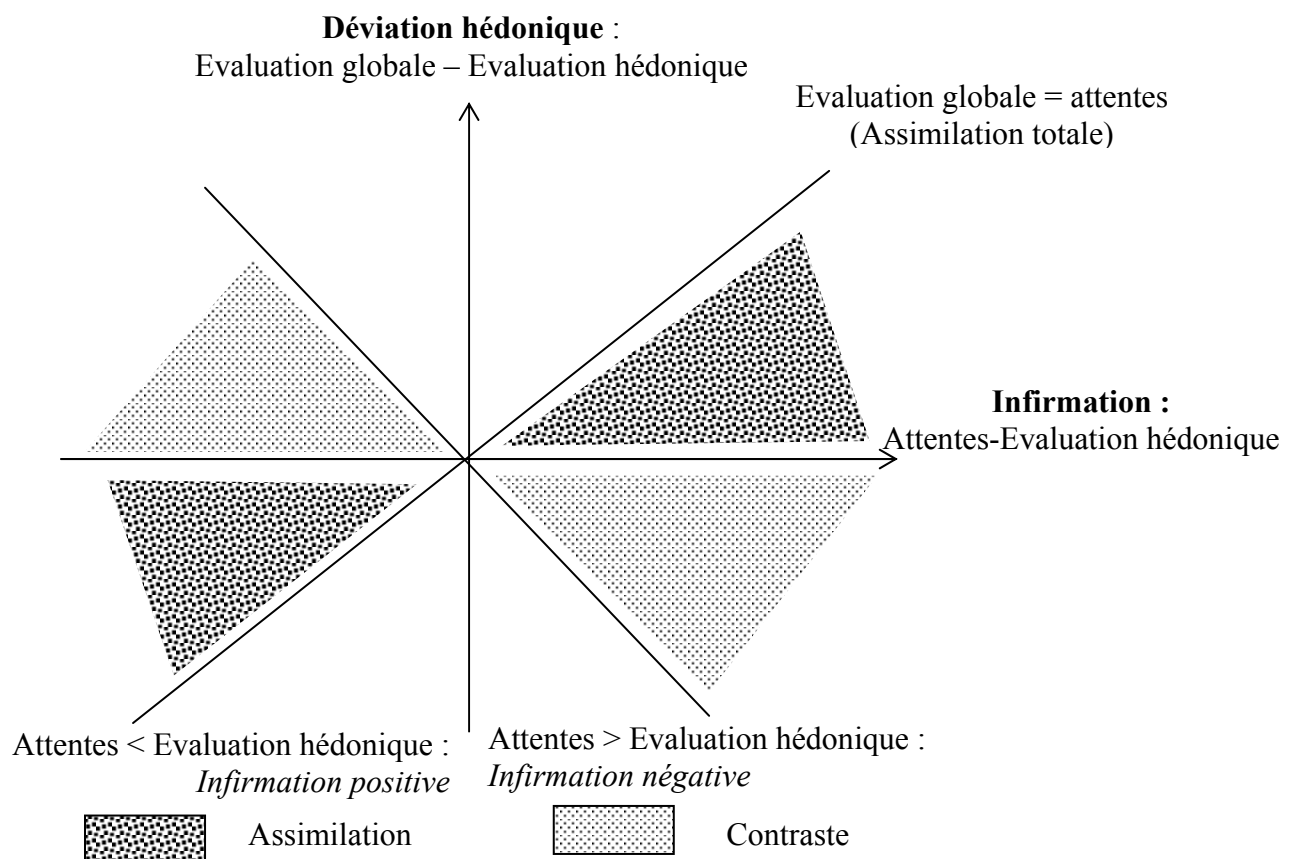 Déviation hédonique :
Evaluation globale – Evaluation hédonique
Evaluation globale = attentes
(Assimilation totale)
Infirmation :
Attentes-Evaluation hédonique
Attentes < Evaluation hédonique :
Infirmation positive
Attentes > Evaluation hédonique :
Infirmation négative
Assimilation
Contraste